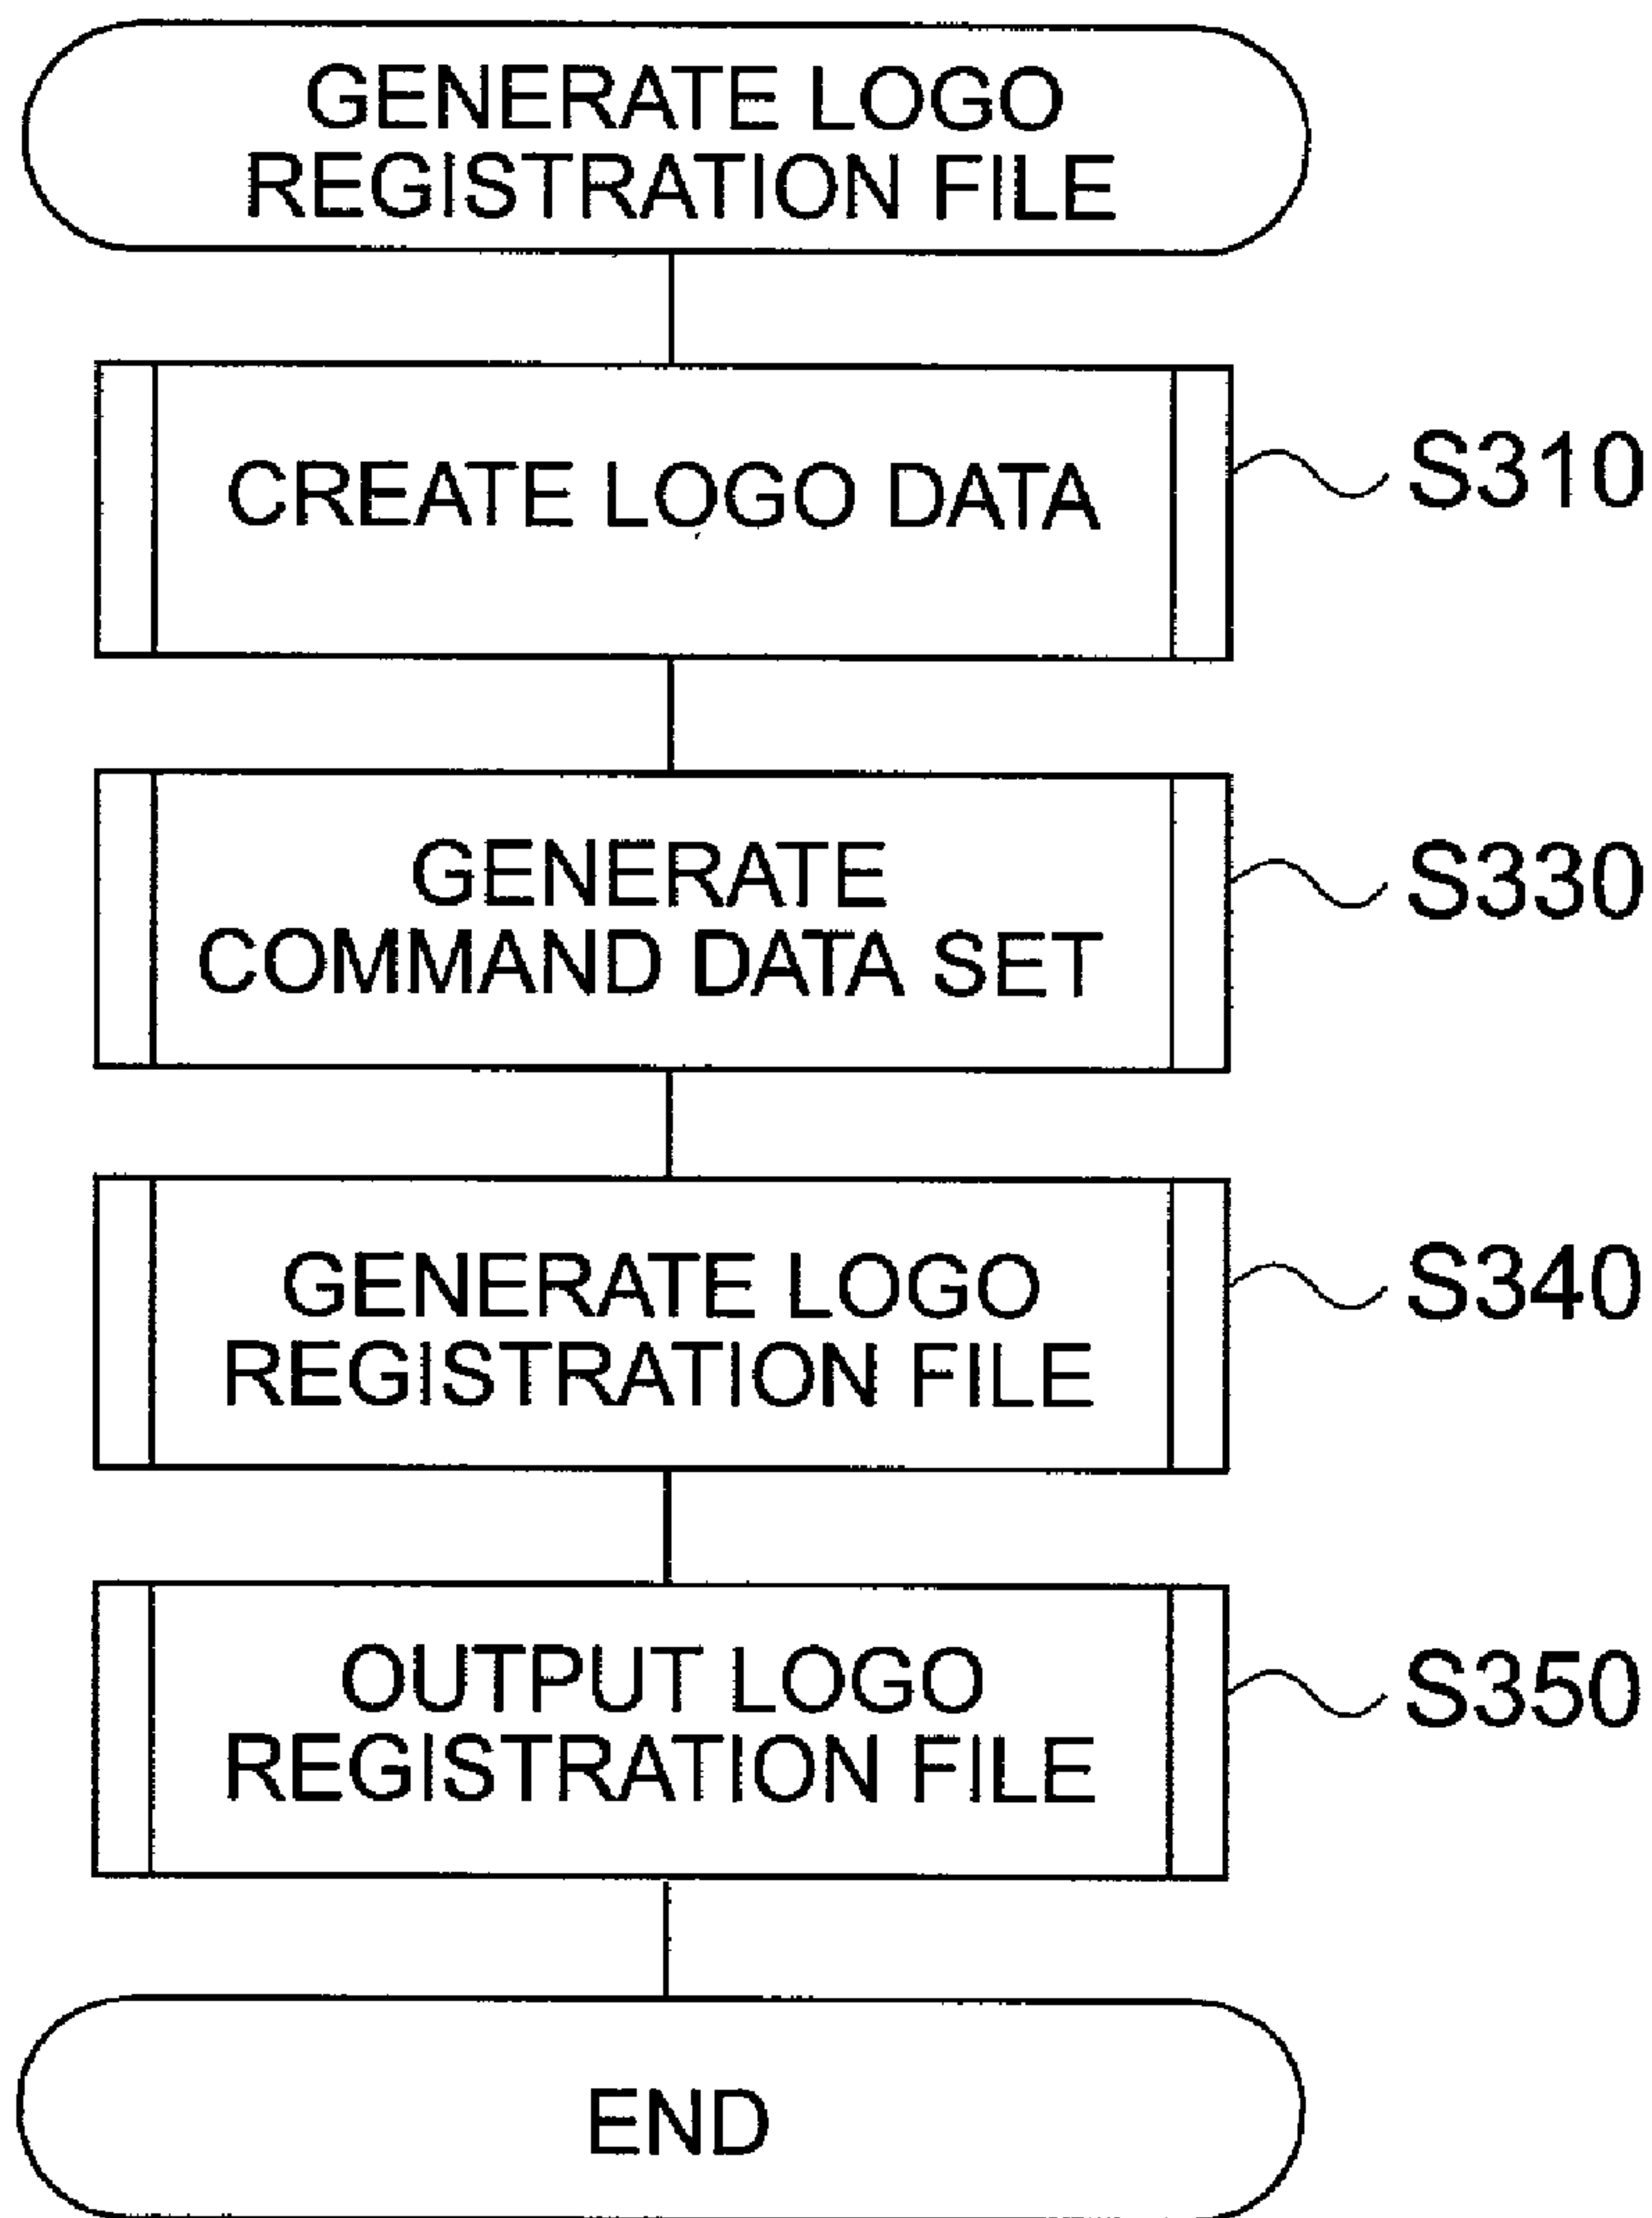 GENERATE LOGO
REGISTRATION FILE
CREATE LOGO DATA
S310
GENERATE
COMMAND DATA SET
S330
GENERATE LOGO
REGISTRATION FILE
S340
OUTPUT LOGO
REGISTRATION FILE
S350
END